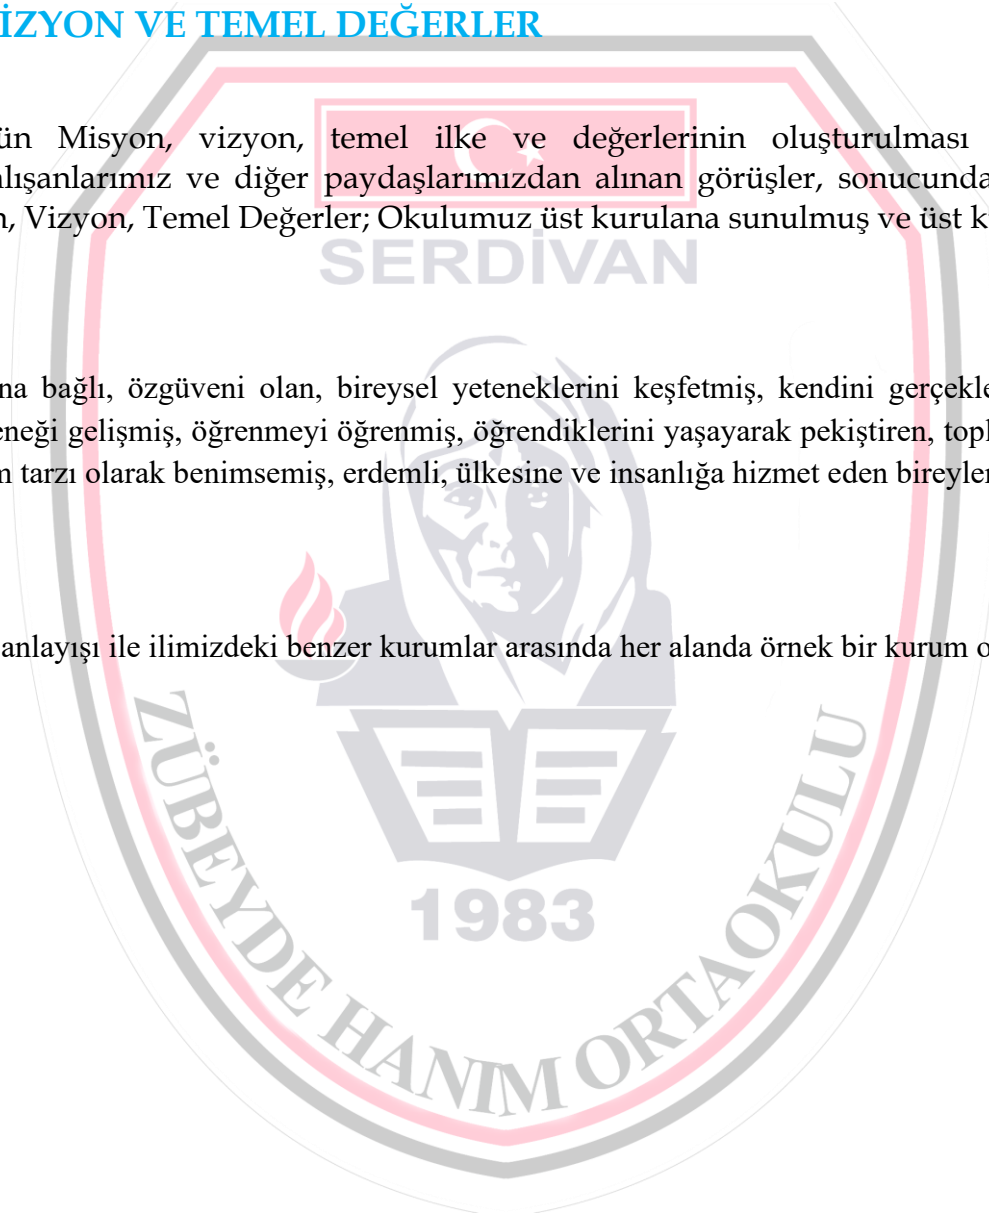 İZYON VE TEMEL DEĞERLER
ün Misyon, vizyon, temel ilke ve değerlerinin oluşturulması
lışanlarımız ve diğer paydaşlarımızdan alınan görüşler, sonucunda
, Vizyon, Temel Değerler; Okulumuz üst kurulana sunulmuş ve üst k
SERDİVAN
na bağlı, özgüveni olan, bireysel yeteneklerini keşfetmiş, kendini gerçekle
eneği gelişmiş, öğrenmeyi öğrenmiş, öğrendiklerini yaşayarak pekiştiren, topl
m tarzı olarak benimsemiş, erdemli, ülkesine ve insanlığa hizmet eden bireyler
anlayışı ile ilimizdeki benzer kurumlar arasında her alanda örnek bir kurum o
1983
ZÜBEYDE HANIM ORTAOKULU